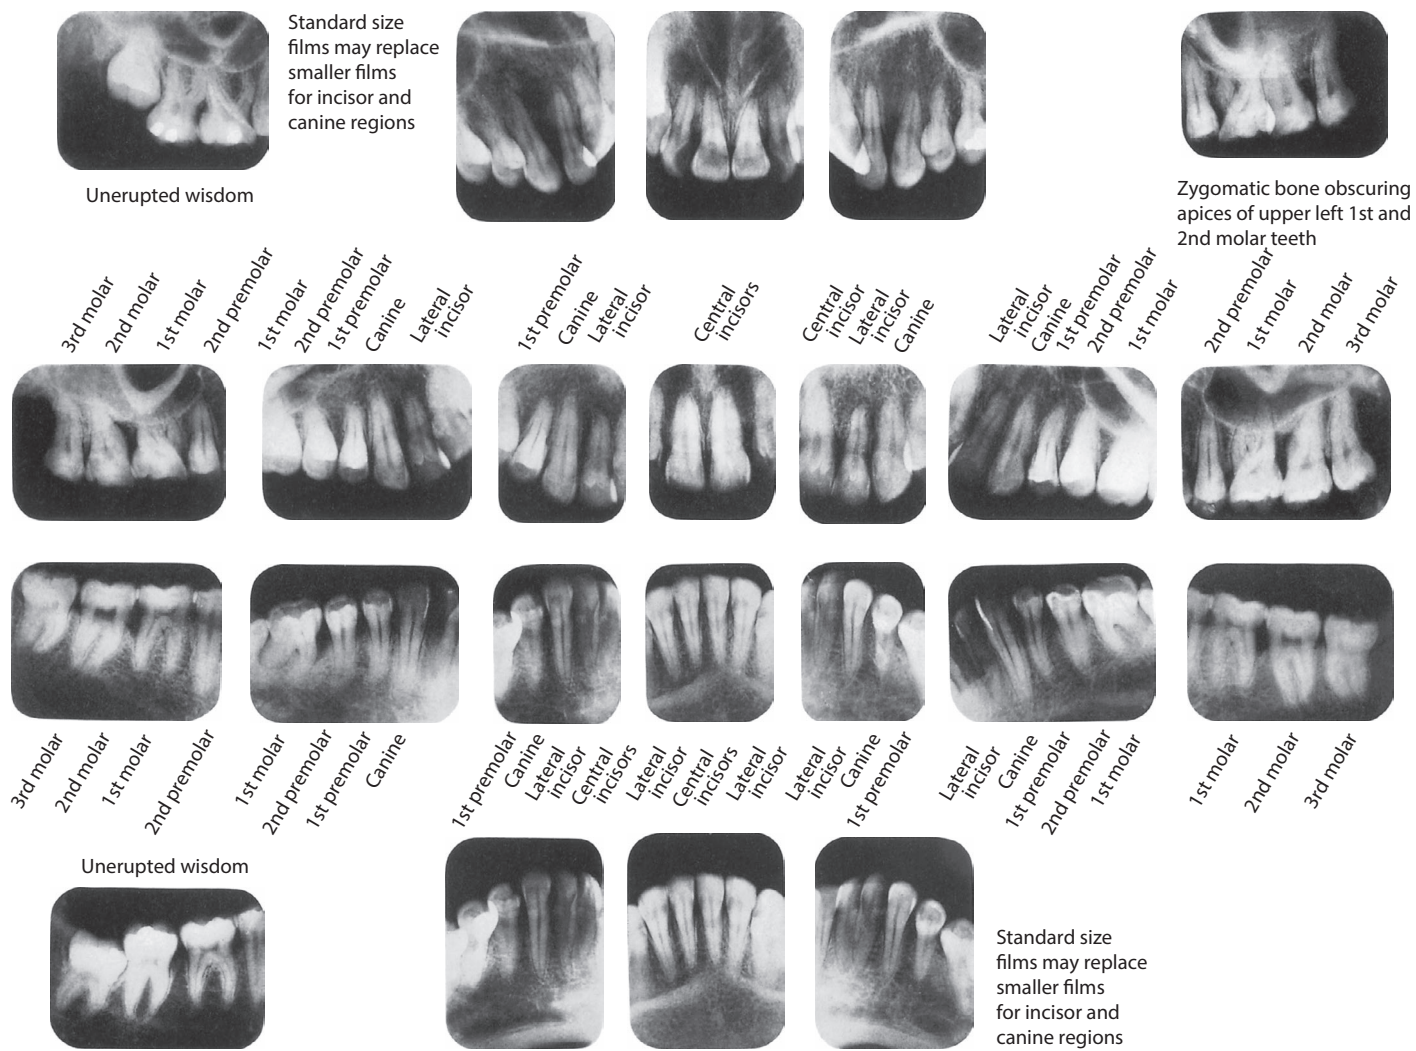 Standard size
films may replace
smaller films
for incisor and
canine regions
Unerupted wisdom
Zygomatic bone obscuring
apices of upper left 1st and
2nd molar teeth
3rd molar
2nd molar
1st molar
2nd premolar
1st molar
2nd premolar
1st premolar
Canine
Lateral
incisor
1st premolar
Canine
Lateral
incisor
Central
incisors
Central
incisor
Lateral
incisor
Canine
Lateral
incisor
Canine
1st premolar
2nd premolar
1st molar
2nd premolar
1st molar
2nd molar
3rd molar
3rd molar
2nd molar
1st molar
2nd premolar
1st molar
2nd premolar
1st premolar
Canine
1st premolar
Canine
Lateral
incisor
Central
incisors
Lateral
incisor
Central
incisors
Lateral
incisor
Lateral
incisor
Canine
1st premolar
Lateral
incisor
Canine
1st premolar
2nd premolar
1st molar
1st molar
2nd molar
3rd molar
Unerupted wisdom
Standard size
films may replace
smaller films
for incisor and
canine regions